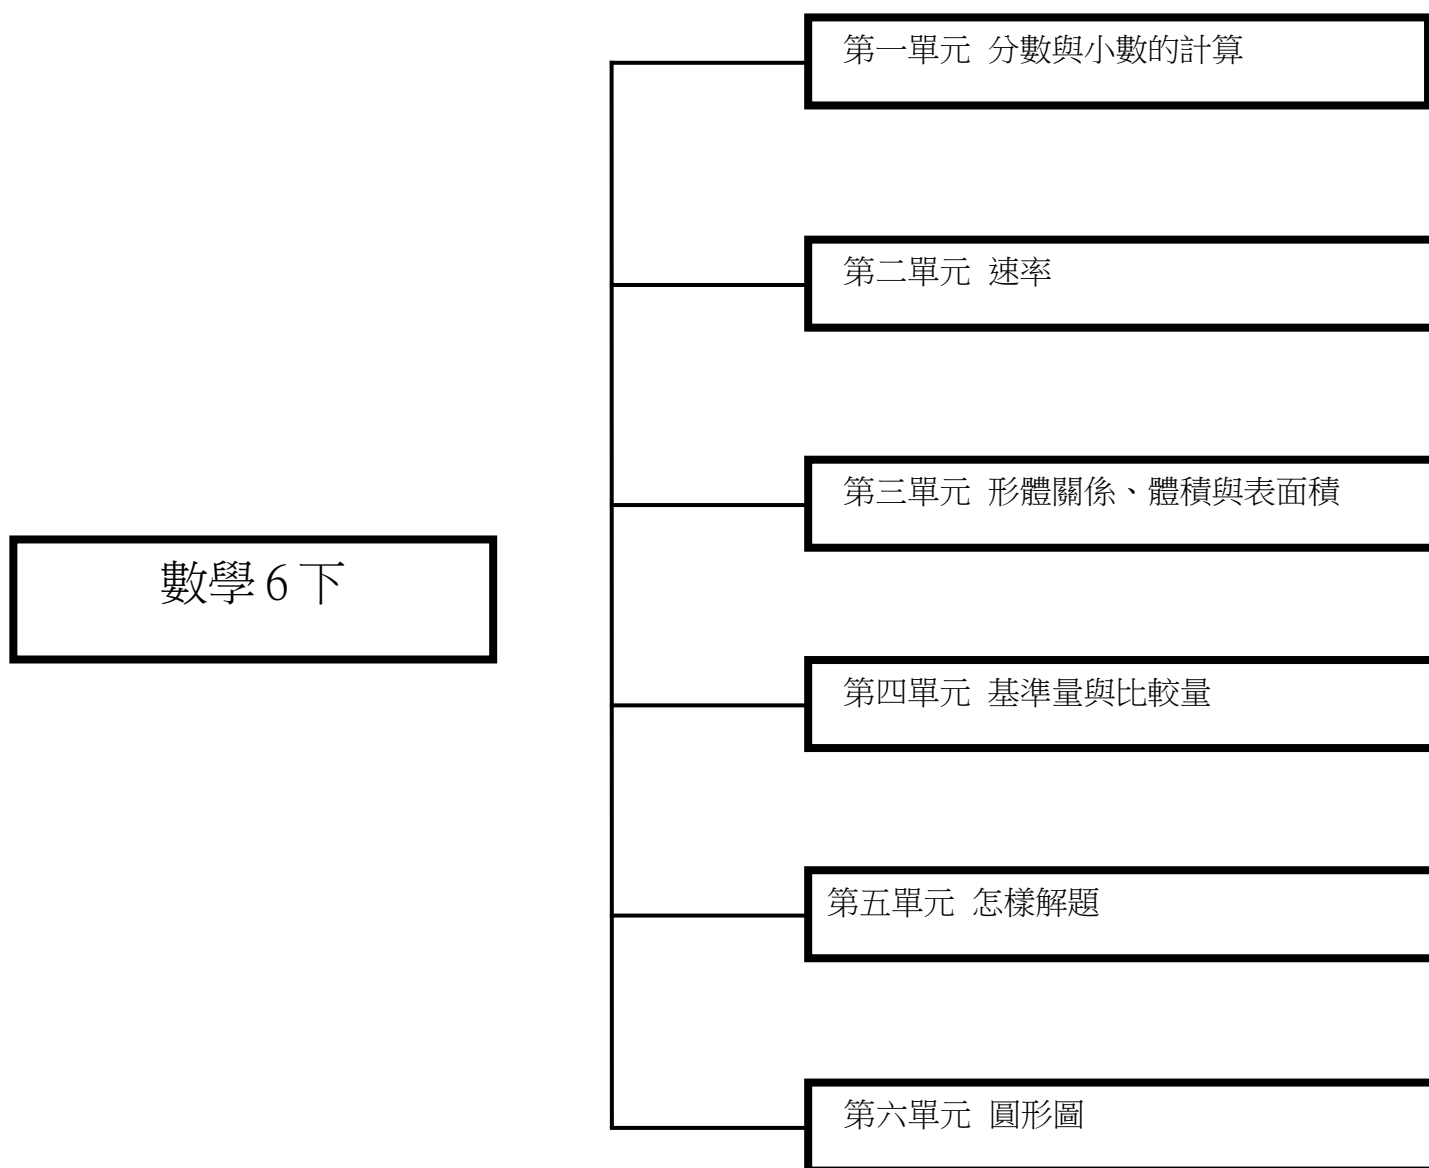 第一單元 分數與小數的計算
第二單元 速率
第三單元 形體關係、體積與表面積
數學6下
第四單元 基準量與比較量
第五單元 怎樣解題
第六單元 圓形圖